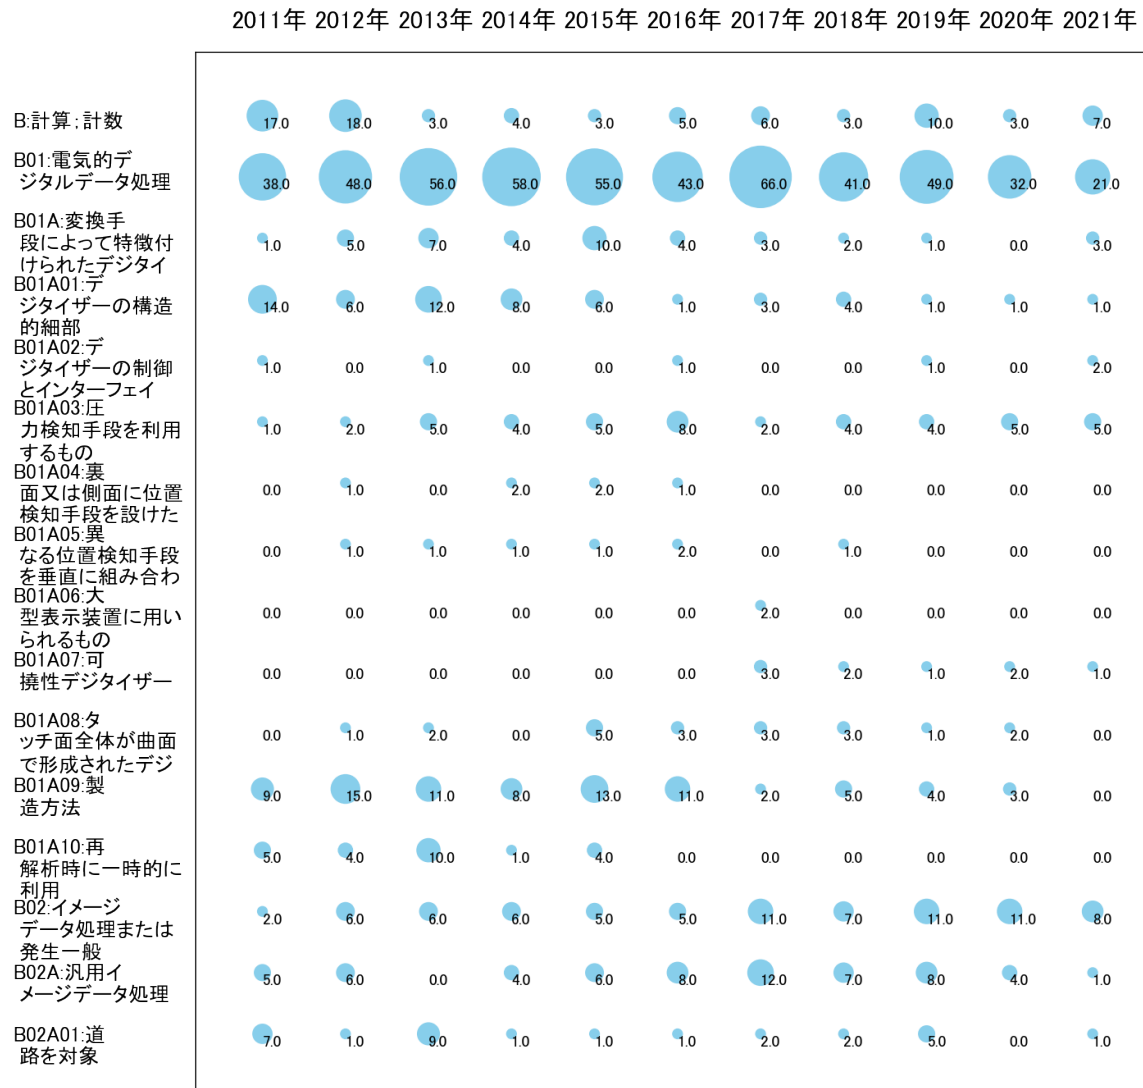 2011年 2012年 2013年 2014年 2015年 2016年 2017年 2018年 2019年 2020年 2021年
B:計算;計数
17.0 18.0 3.0 4.0 3.0 5.0 6.0 3.0 10.0 3.0 7.0
B01:電気的デ
ジタルデータ処理
38.0 48.0 56.0 58.0 55.0 43.0 66.0 41.0 49.0 32.0 21.0
B01A:変換手
段によって特徴付
けられたデジタイ
1.0 5.0 7.0 4.0 10.0 4.0 3.0 2.0 1.0 0.0 3.0
B01A01:デ
ジタイザーの構造
的細部
14.0 6.0 12.0 8.0 6.0 1.0 3.0 4.0 1.0 1.0 1.0
B01A02:デ
ジタイザーの制御
とインターフェイ
1.0 0.0 1.0 0.0 0.0 1.0 0.0 0.0 1.0 0.0 2.0
B01A03:圧
力検知手段を利用
するもの
1.0 2.0 5.0 4.0 5.0 8.0 2.0 4.0 4.0 5.0 5.0
B01A04:裏
面又は側面に位置
検知手段を設けた
0.0 1.0 0.0 2.0 2.0 1.0 0.0 0.0 0.0 0.0 0.0
B01A05:異
なる位置検知手段
を垂直に組み合わ
0.0 1.0 1.0 1.0 1.0 2.0 0.0 1.0 0.0 0.0 0.0
B01A06:大
型表示装置に用い
られるもの
0.0 0.0 0.0 0.0 0.0 0.0 2.0 0.0 0.0 0.0 0.0
B01A07:可
撓性デジタイザー
0.0 0.0 0.0 0.0 0.0 0.0 3.0 2.0 1.0 2.0 1.0
B01A08:タ
ッチ面全体が曲面
で形成されたデジ
0.0 1.0 2.0 0.0 5.0 3.0 3.0 3.0 1.0 2.0 0.0
B01A09:製
造方法
9.0 15.0 11.0 8.0 13.0 11.0 2.0 5.0 4.0 3.0 0.0
B01A10:再
解析時に一時的に
利用
5.0 4.0 10.0 1.0 4.0 0.0 0.0 0.0 0.0 0.0 0.0
B02:イメージ
データ処理または
発生一般
2.0 6.0 6.0 6.0 5.0 5.0 11.0 7.0 11.0 11.0 8.0
B02A:汎用イ
メージデータ処理
5.0 6.0 0.0 4.0 6.0 8.0 12.0 7.0 8.0 4.0 1.0
B02A01:道
路を対象
7.0 1.0 9.0 1.0 1.0 1.0 2.0 2.0 5.0 0.0 1.0